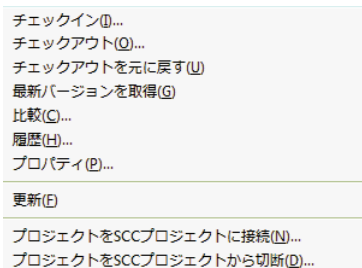 チェックイン(I)...
チェックアウト(O)...
チェックアウトを元に戻す(U)
最新バージョンを取得(G)
比較(C)...
履歴(H)...
プロパティ(P)...
更新(F)
プロジェクトをSCCプロジェクトに接続(N)...
プロジェクトをSCCプロジェクトから切断(D)...